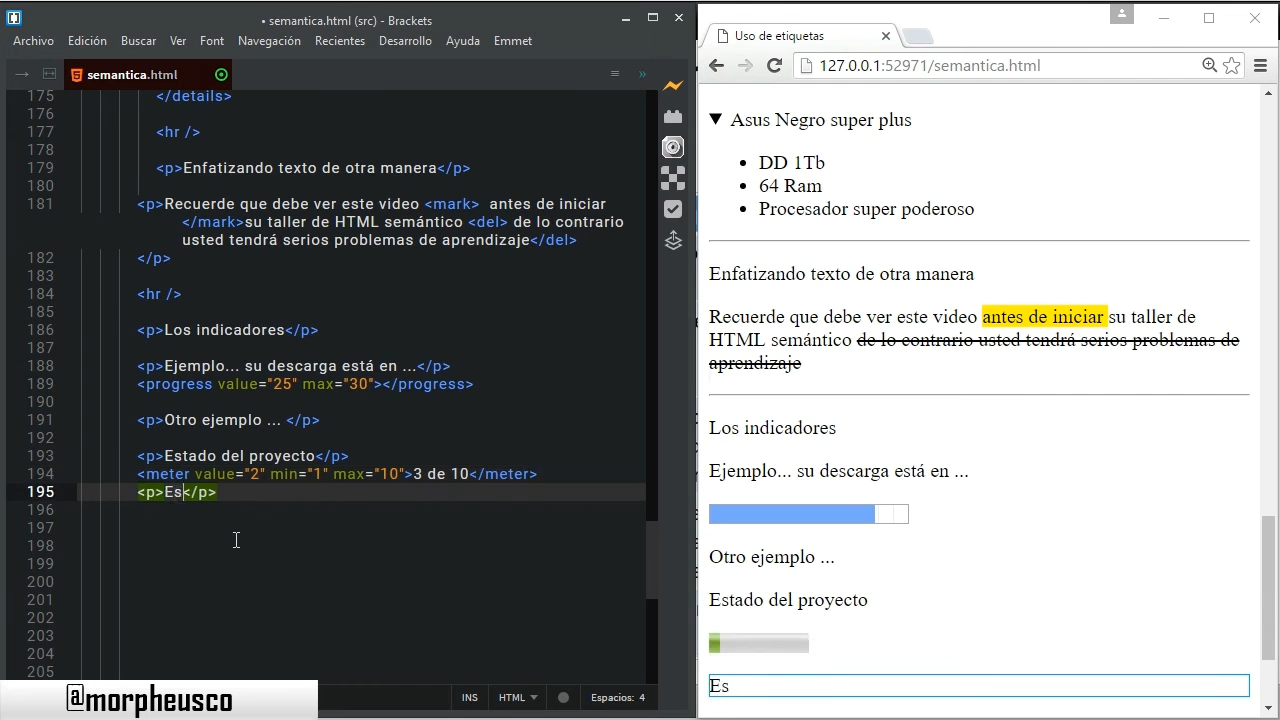 • semantica.html (src) - Brackets
Archivo Edición Buscar Ver Font Navegación Recientes Desarrollo Ayuda Emmet
semantica.html
175 </details>
176
177 <hr />
178
179 <p>Enfatizando texto de otra manera</p>
180
181 <p>Recuerde que debe ver este video <mark>  antes de iniciar
</mark>su taller de HTML semántico <del> de lo contrario
usted tendrá serios problemas de aprendizaje</del>
182 </p>
183
184 <hr />
185
186 <p>Los indicadores</p>
187
188 <p>Ejemplo... su descarga está en ...</p>
189 <progress value="25" max="30"></progress>
190
191 <p>Otro ejemplo ... </p>
192
193 <p>Estado del proyecto</p>
194 <meter value="2" min="1" max="10">3 de 10</meter>
195 <p>Es</p>
196
197
198
199
200
201
202
203
204
205
INS HTML Espacios: 4
@morpheusco
Uso de etiquetas
127.0.0.1:52971/semantica.html
Asus Negro super plus
• DD 1Tb
• 64 Ram
• Procesador super poderoso
Enfatizando texto de otra manera
Recuerde que debe ver este video antes de iniciar su taller de
HTML semántico de lo contrario usted tendrá serios problemas de
aprendizaje
Los indicadores
Ejemplo... su descarga está en ...
Otro ejemplo ...
Estado del proyecto
Es